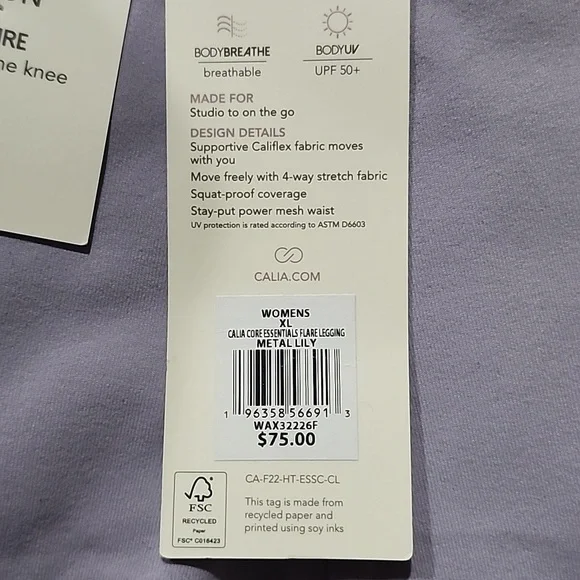 IRE
he knee
BODYBREATHE
breathable
BODYUV
UPF 50+
MADE FOR
Studio to on the go
DESIGN DETAILS
Supportive Califlex fabric moves
with you
Move freely with 4-way stretch fabric
Squat-proof coverage
Stay-put power mesh waist
UV protection is rated according to ASTM D6603
CALIA.COM
WOMENS
XL
CALIA CORE ESSENTIALS FLARE LEGGING
METAL LILY
1 96358 56691 3
WAX32226F
$75.00
CA-F22-HT-ESSC-CL
This tag is made from
recycled paper and
printed using soy inks
FSC
RECYCLED
Paper
FSC® C016423